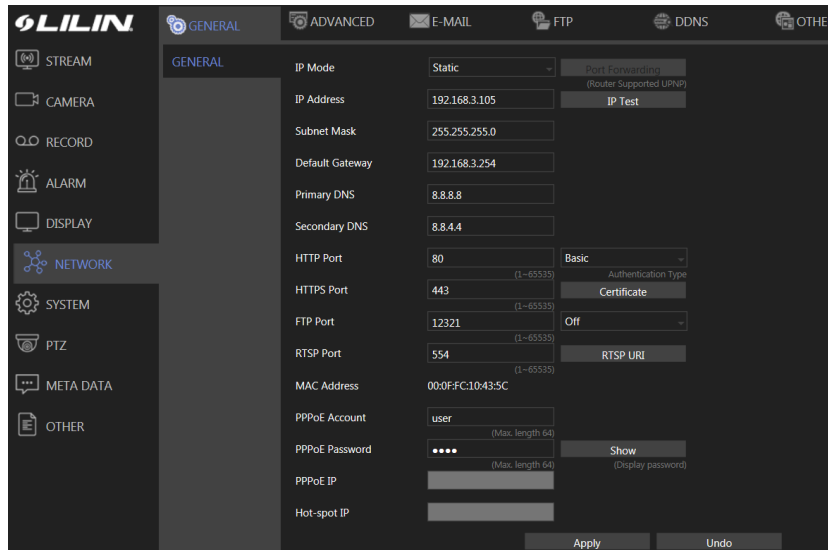 LILIN
GENERAL
ADVANCED
E-MAIL
FTP
DDNS
OTHE
STREAM
CAMERA
RECORD
ALARM
DISPLAY
NETWORK
SYSTEM
PTZ
META DATA
OTHER
GENERAL
IP Mode Static Port Forwarding
(Router Supported UPNP)
IP Address 192.168.3.105 IP Test
Subnet Mask 255.255.255.0
Default Gateway 192.168.3.254
Primary DNS 8.8.8.8
Secondary DNS 8.8.4.4
HTTP Port 80 Basic
(1~65535) Authentication Type
HTTPS Port 443 Certificate
(1~65535)
FTP Port 12321 Off
(1~65535)
RTSP Port 554 RTSP URI
(1~65535)
MAC Address 00:0F:FC:10:43:5C
PPPoE Account user
(Max. length 64)
PPPoE Password •••• Show
(Max. length 64) (Display password)
PPPoE IP
Hot-spot IP
Apply Undo